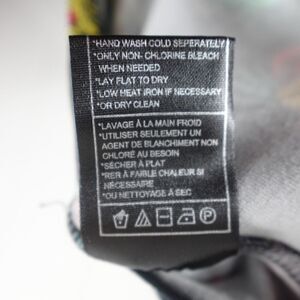 *HAND WASH COLD SEPERATELY
*ONLY NON- CHLORINE BLEACH
WHEN NEEDED
*LAY FLAT TO DRY
*LOW HEAT IRON IF NECESSARY
*OR DRY CLEAN
*LAVAGE À LA MAIN FROID
*UTILISER SEULEMENT UN
AGENT DE BLANCHIMENT NON
CHLORÉ AU BESOIN
*SÉCHER À PLAT
*RER À FAIBLE CHALEUR SI
NÉCESSAIRE
*OU NETTOYAGE À SEC
P